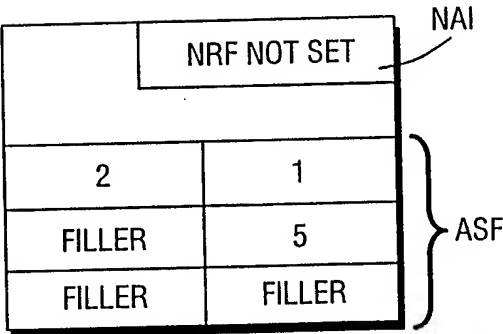 NAI
NRF NOT SET
2 1
FILLER 5
ASF
FILLER FILLER